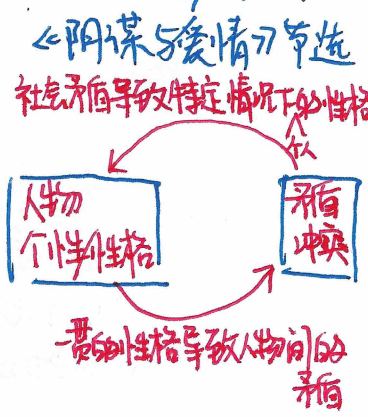 《阴谋与爱情》节选
社会矛盾导致特定情况下的性格
个人
人物
个性性格
矛盾
冲突
一贯的性格导致人物间的
矛盾